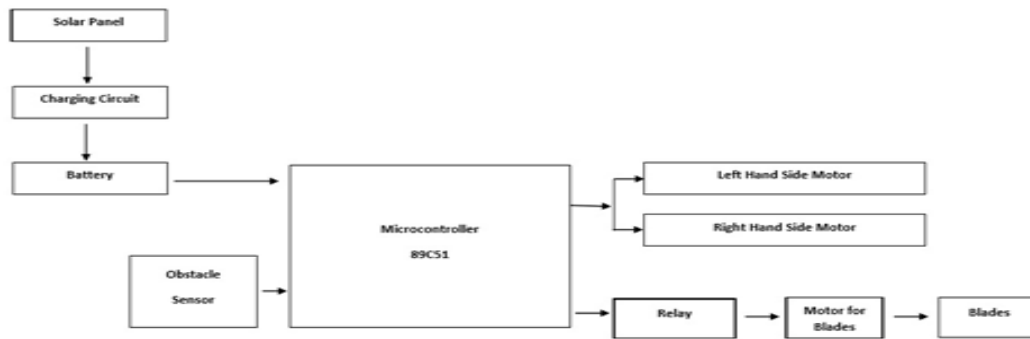 Solar Panel
Charging Circuit
Battery
Left Hand Side Motor
Right Hand Side Motor
Microcontroller
89C51
Obstacle
Sensor
Relay
Motor for
Blades
Blades